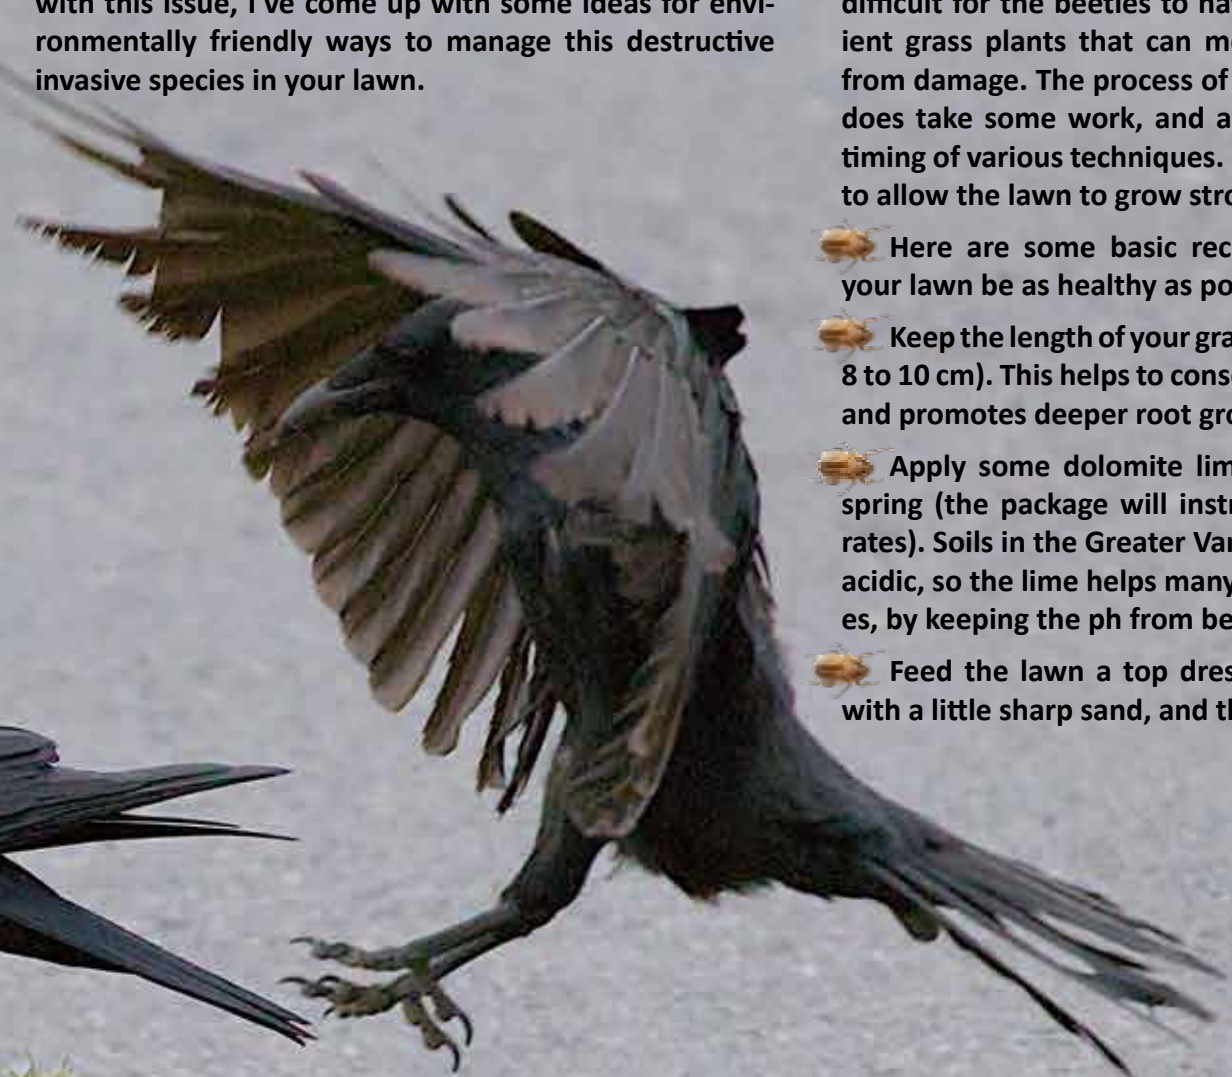 with this issue, I've come up with some ideas for envi-
ronmentally friendly ways to manage this destructive
invasive species in your lawn.
difficult for the beetles to
ient grass plants that can
from damage. The process of
does take some work, and
timing of various techniques.
to allow the lawn to grow
Here are some basic
your lawn be as healthy as
Keep the length of your
8 to 10 cm). This helps to
and promotes deeper root
Apply some dolomite
spring (the package will
rates). Soils in the Greater
acidic, so the lime helps many
es, by keeping the ph from
Feed the lawn a top
with a little sharp sand, and